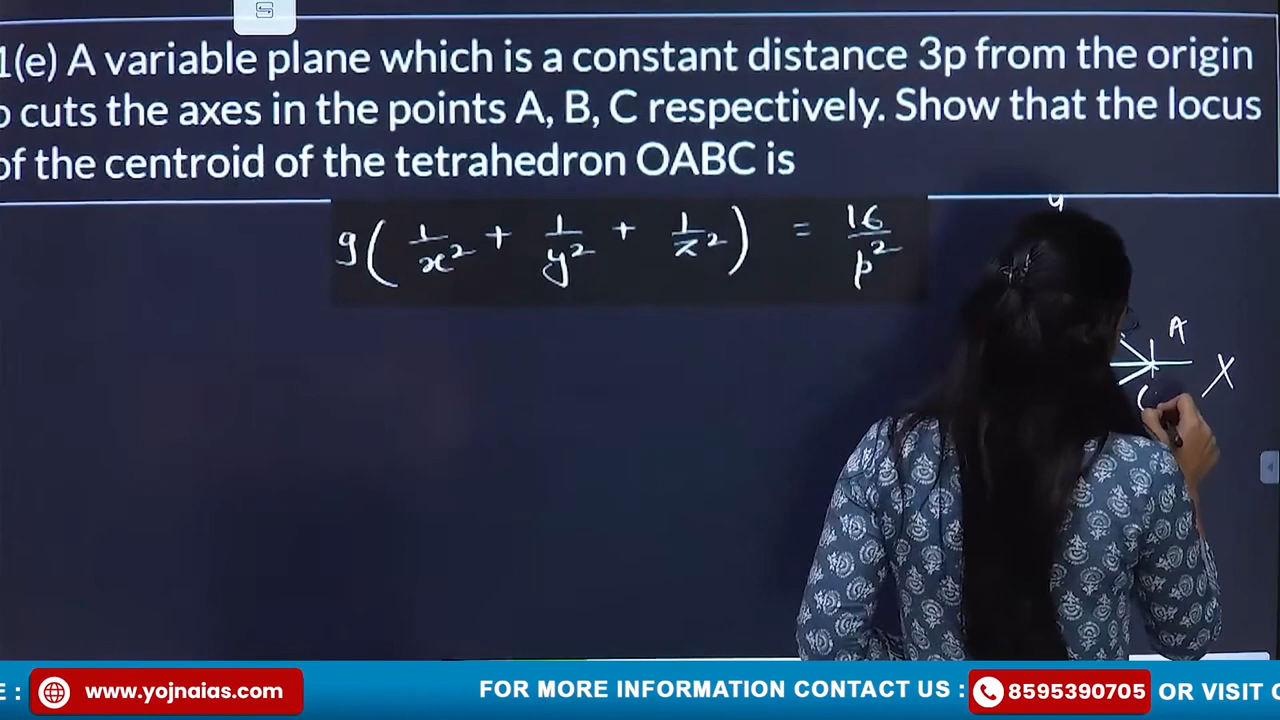 1(e) A variable plane which is a constant distance 3p from the origin
o cuts the axes in the points A, B, C respectively. Show that the locus
of the centroid of the tetrahedron OABC is
9( 1/x² + 1/y² + 1/z² ) = 16/p²
y
A
X
C
www.yojnaias.com
FOR MORE INFORMATION CONTACT US : 8595390705 OR VISIT